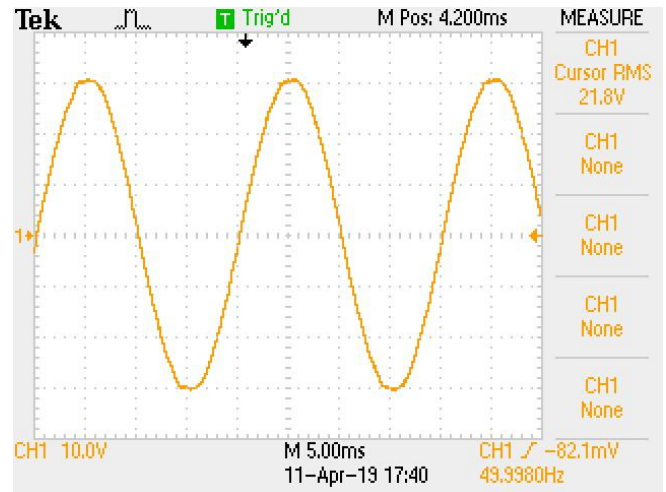 Tek T Trig'd M Pos: 4.200ms MEASURE
CH1
Cursor RMS
21.8V
CH1
None
CH1
None
CH1
None
CH1
None
1
CH1 10.0V M 5.00ms CH1 -82.1mV
11-Apr-19 17:40 49.9980Hz